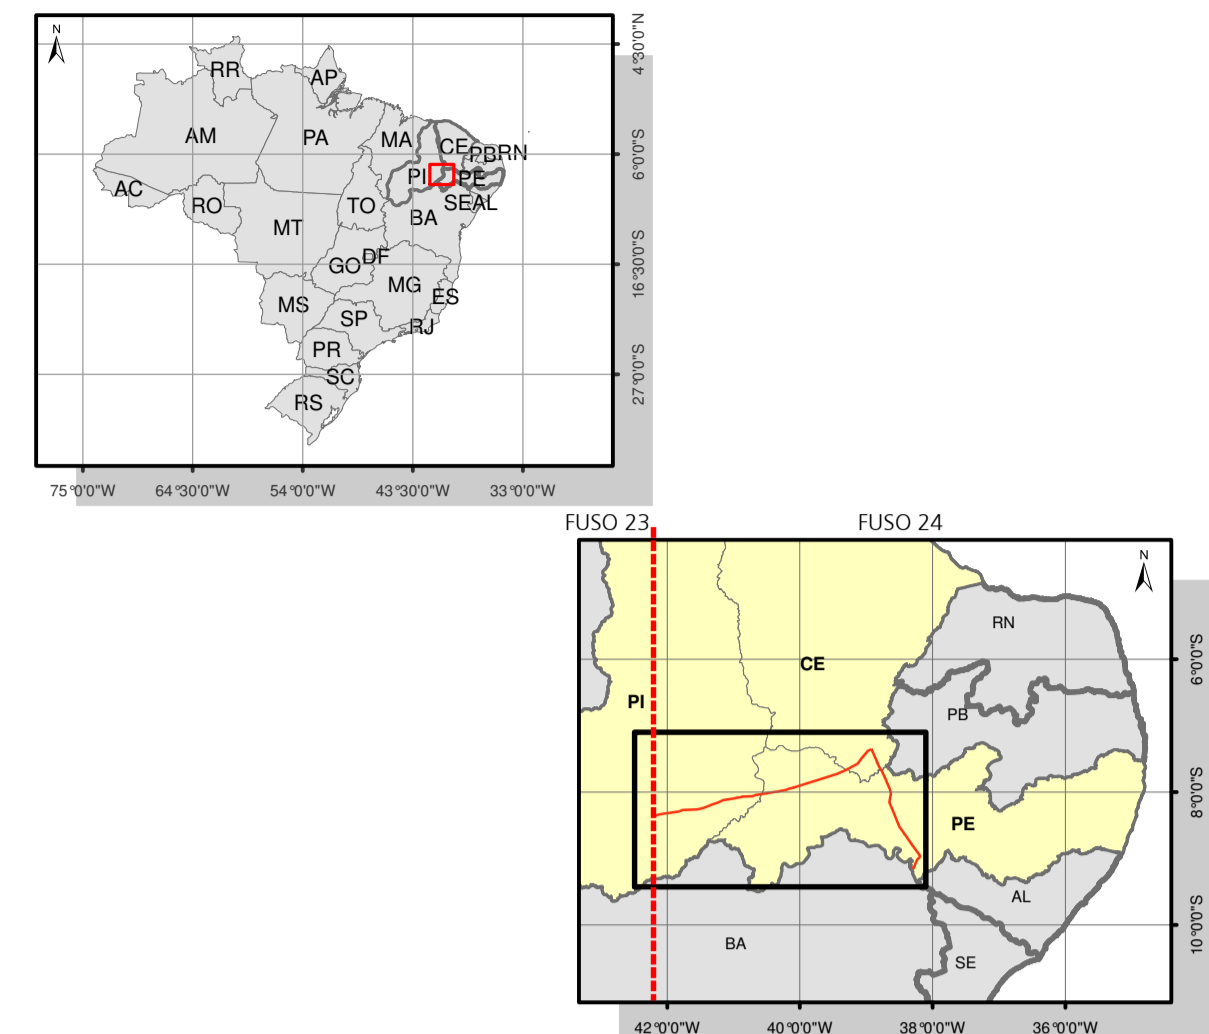 N
4°30'0"N
RR
AP
AM
PA
MA
CE
PB
RN
6°0'0"S
PI
PE
AC
RO
TO
SE
AL
MT
BA
DF
GO
16°30'0"S
MG
MS
ES
SP
RJ
PR
SC
27°0'0"S
RS
75°0'0"W 64°30'0"W 54°0'0"W 43°30'0"W 33°0'0"W
FUSO 23 FUSO 24
N
RN
6°0'0"S
CE
PI
PB
8°0'0"S
PE
AL
10°0'0"S
BA
SE
42°0'0"W 40°0'0"W 38°0'0"W 36°0'0"W